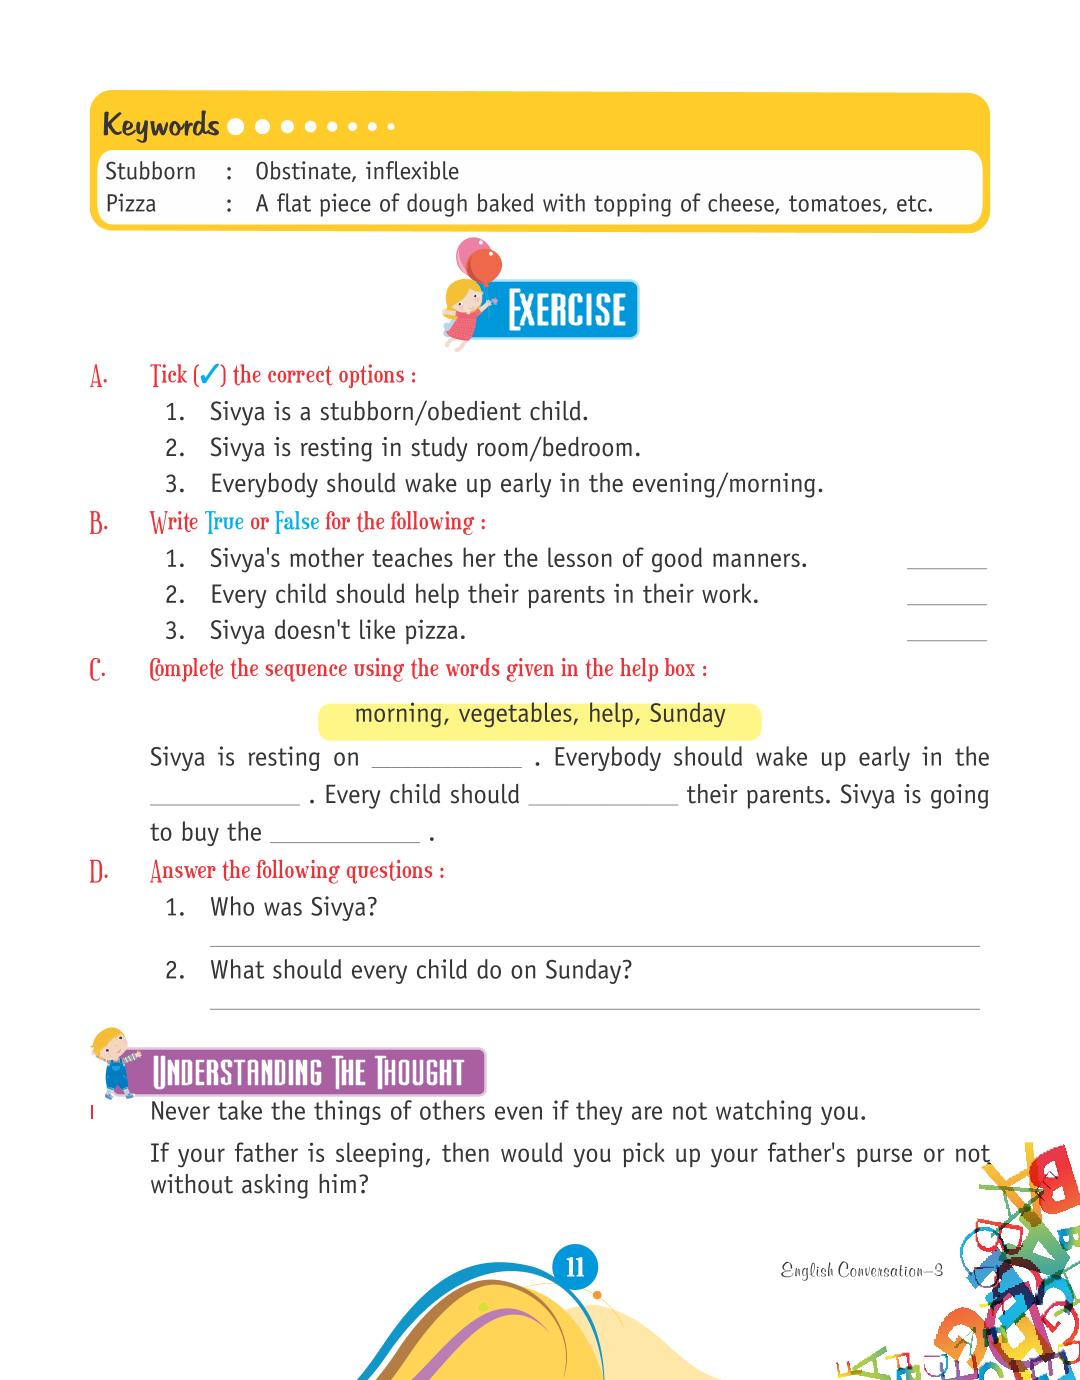 Keywords
Stubborn : Obstinate, inflexible
Pizza : A flat piece of dough baked with topping of cheese, tomatoes, etc.
EXERCISE
A. Tick (✓) the correct options :
1. Sivya is a stubborn/obedient child.
2. Sivya is resting in study room/bedroom.
3. Everybody should wake up early in the evening/morning.
B. Write True or False for the following :
1. Sivya's mother teaches her the lesson of good manners. ________
2. Every child should help their parents in their work. ________
3. Sivya doesn't like pizza. ________
C. Complete the sequence using the words given in the help box :
morning, vegetables, help, Sunday
Sivya is resting on ____________ . Everybody should wake up early in the
____________ . Every child should ____________ their parents. Sivya is going
to buy the ____________ .
D. Answer the following questions :
1. Who was Sivya?
2. What should every child do on Sunday?
UNDERSTANDING THE THOUGHT
I Never take the things of others even if they are not watching you.
If your father is sleeping, then would you pick up your father's purse or not
without asking him?
11
English Conversation–3